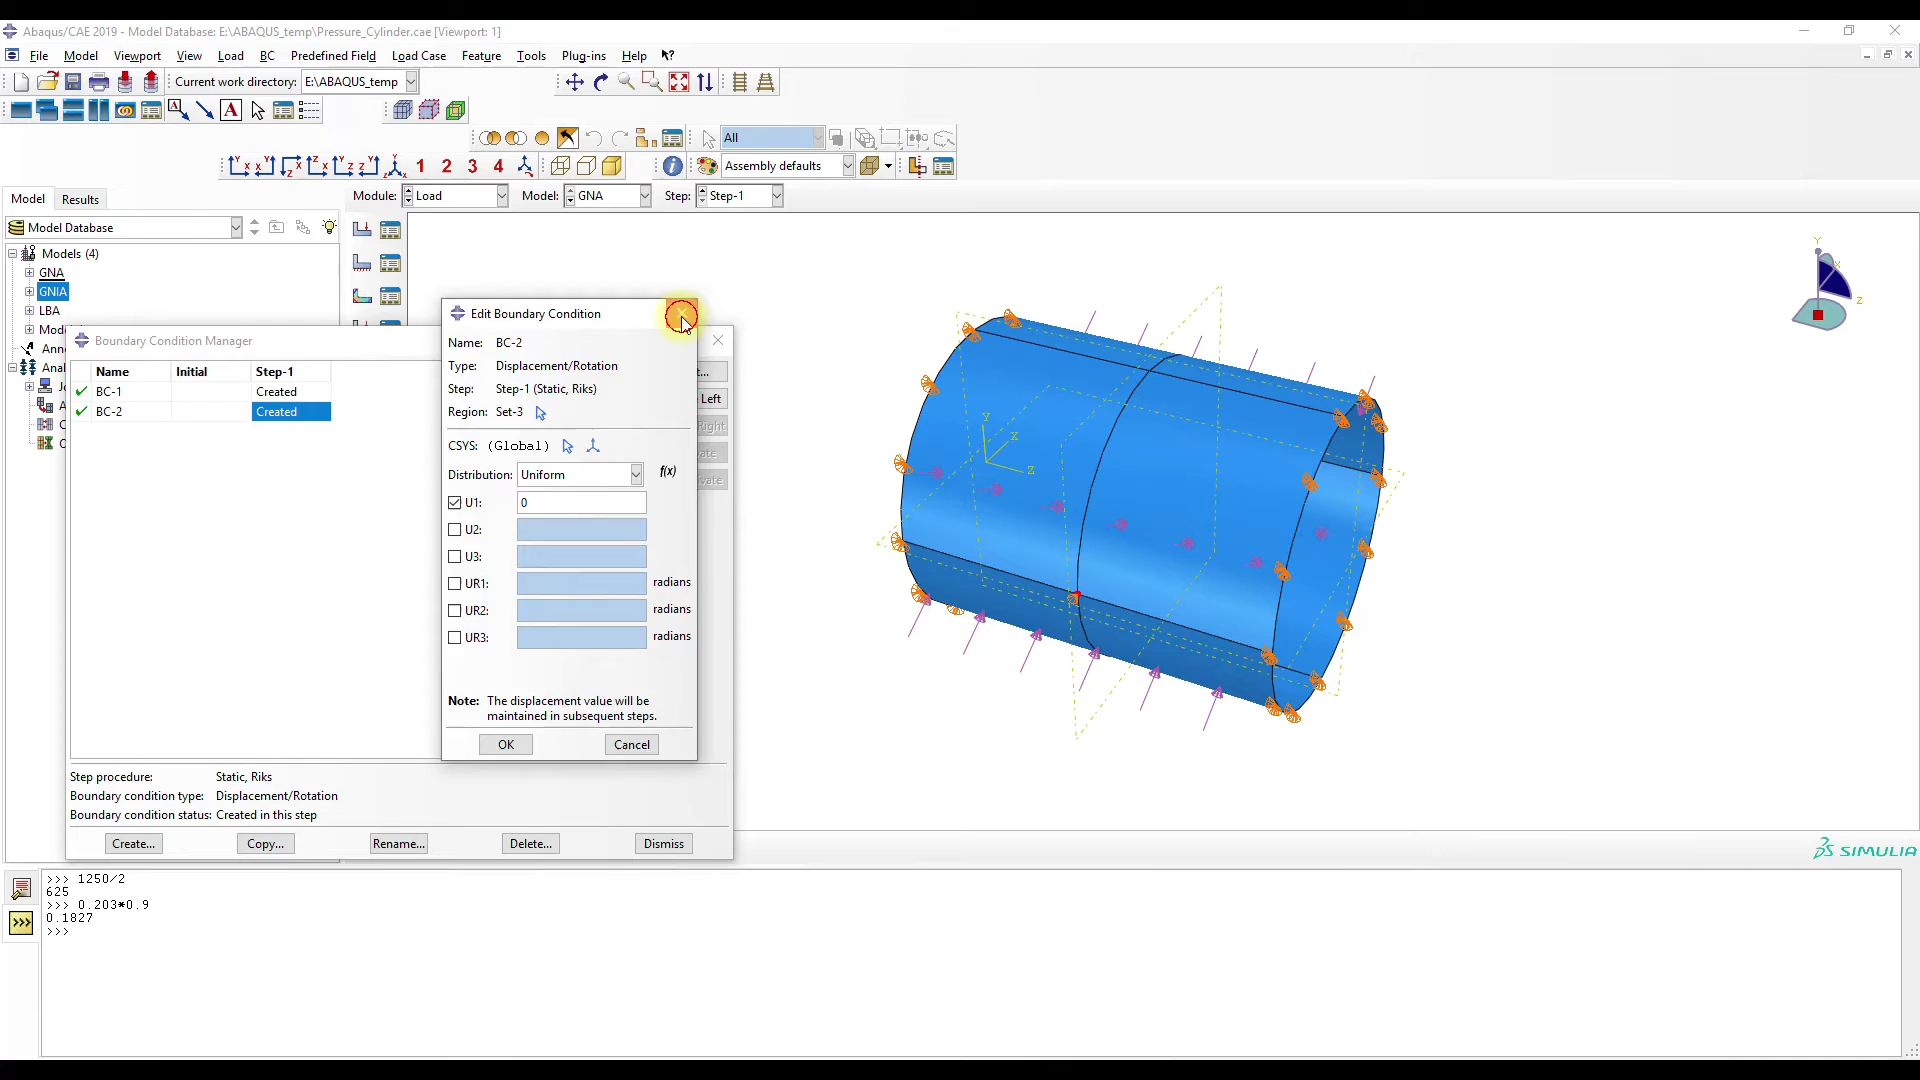 Abaqus/CAE 2019 - Model Database: E:\ABAQUS_temp\Pressure_Cylinder.cae [Viewport: 1]
File Model Viewport View Load BC Predefined Field Load Case Feature Tools Plug-ins Help
Current work directory: E:\ABAQUS_temp
All
1 2 3 4 Assembly defaults
Model Results
Module: Load Model: GNA Step: Step-1
Model Database
Models (4)
GNA
GNIA
LBA
Boundary Condition Manager
Name Initial Step-1
BC-1 Created
BC-2 Created
Left
Right
Step procedure: Static, Riks
Boundary condition type: Displacement/Rotation
Boundary condition status: Created in this step
Create... Copy... Rename... Delete... Dismiss
Edit Boundary Condition
Name: BC-2
Type: Displacement/Rotation
Step: Step-1 (Static, Riks)
Region: Set-3
CSYS: (Global)
Distribution: Uniform f(x)
U1: 0
U2:
U3:
UR1: radians
UR2: radians
UR3: radians
Note: The displacement value will be
maintained in subsequent steps.
OK Cancel
Y
X
Z
Y
X
Z
SIMULIA
>>> 1250/2
625
>>> 0.203*0.9
0.1827
>>>